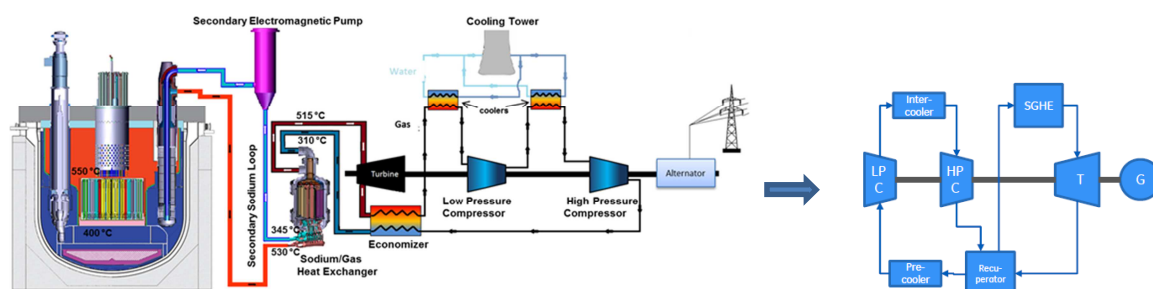 Secondary Electromagnetic Pump
Cooling Tower
Water
coolers
Gas
515 °C
310 °C
550 °C
400 °C
Secondary Sodium Loop
345 °C
530 °C
Sodium/Gas
Heat Exchanger
Turbine
Economizer
Low Pressure
Compressor
High Pressure
Compressor
Alternator
Inter-
cooler
SGHE
LP
C
HP
C
T
G
Pre-
cooler
Recu-
perator